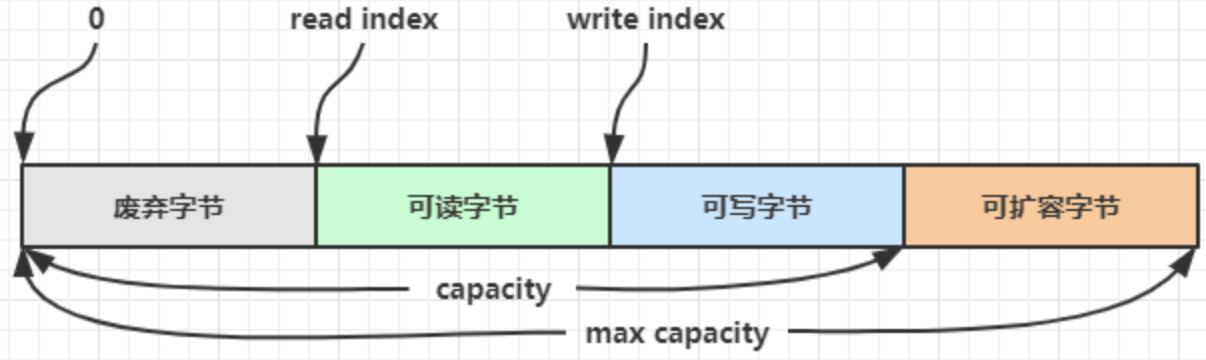 0
read index
write index
废弃字节
可读字节
可写字节
可扩容字节
capacity
max capacity